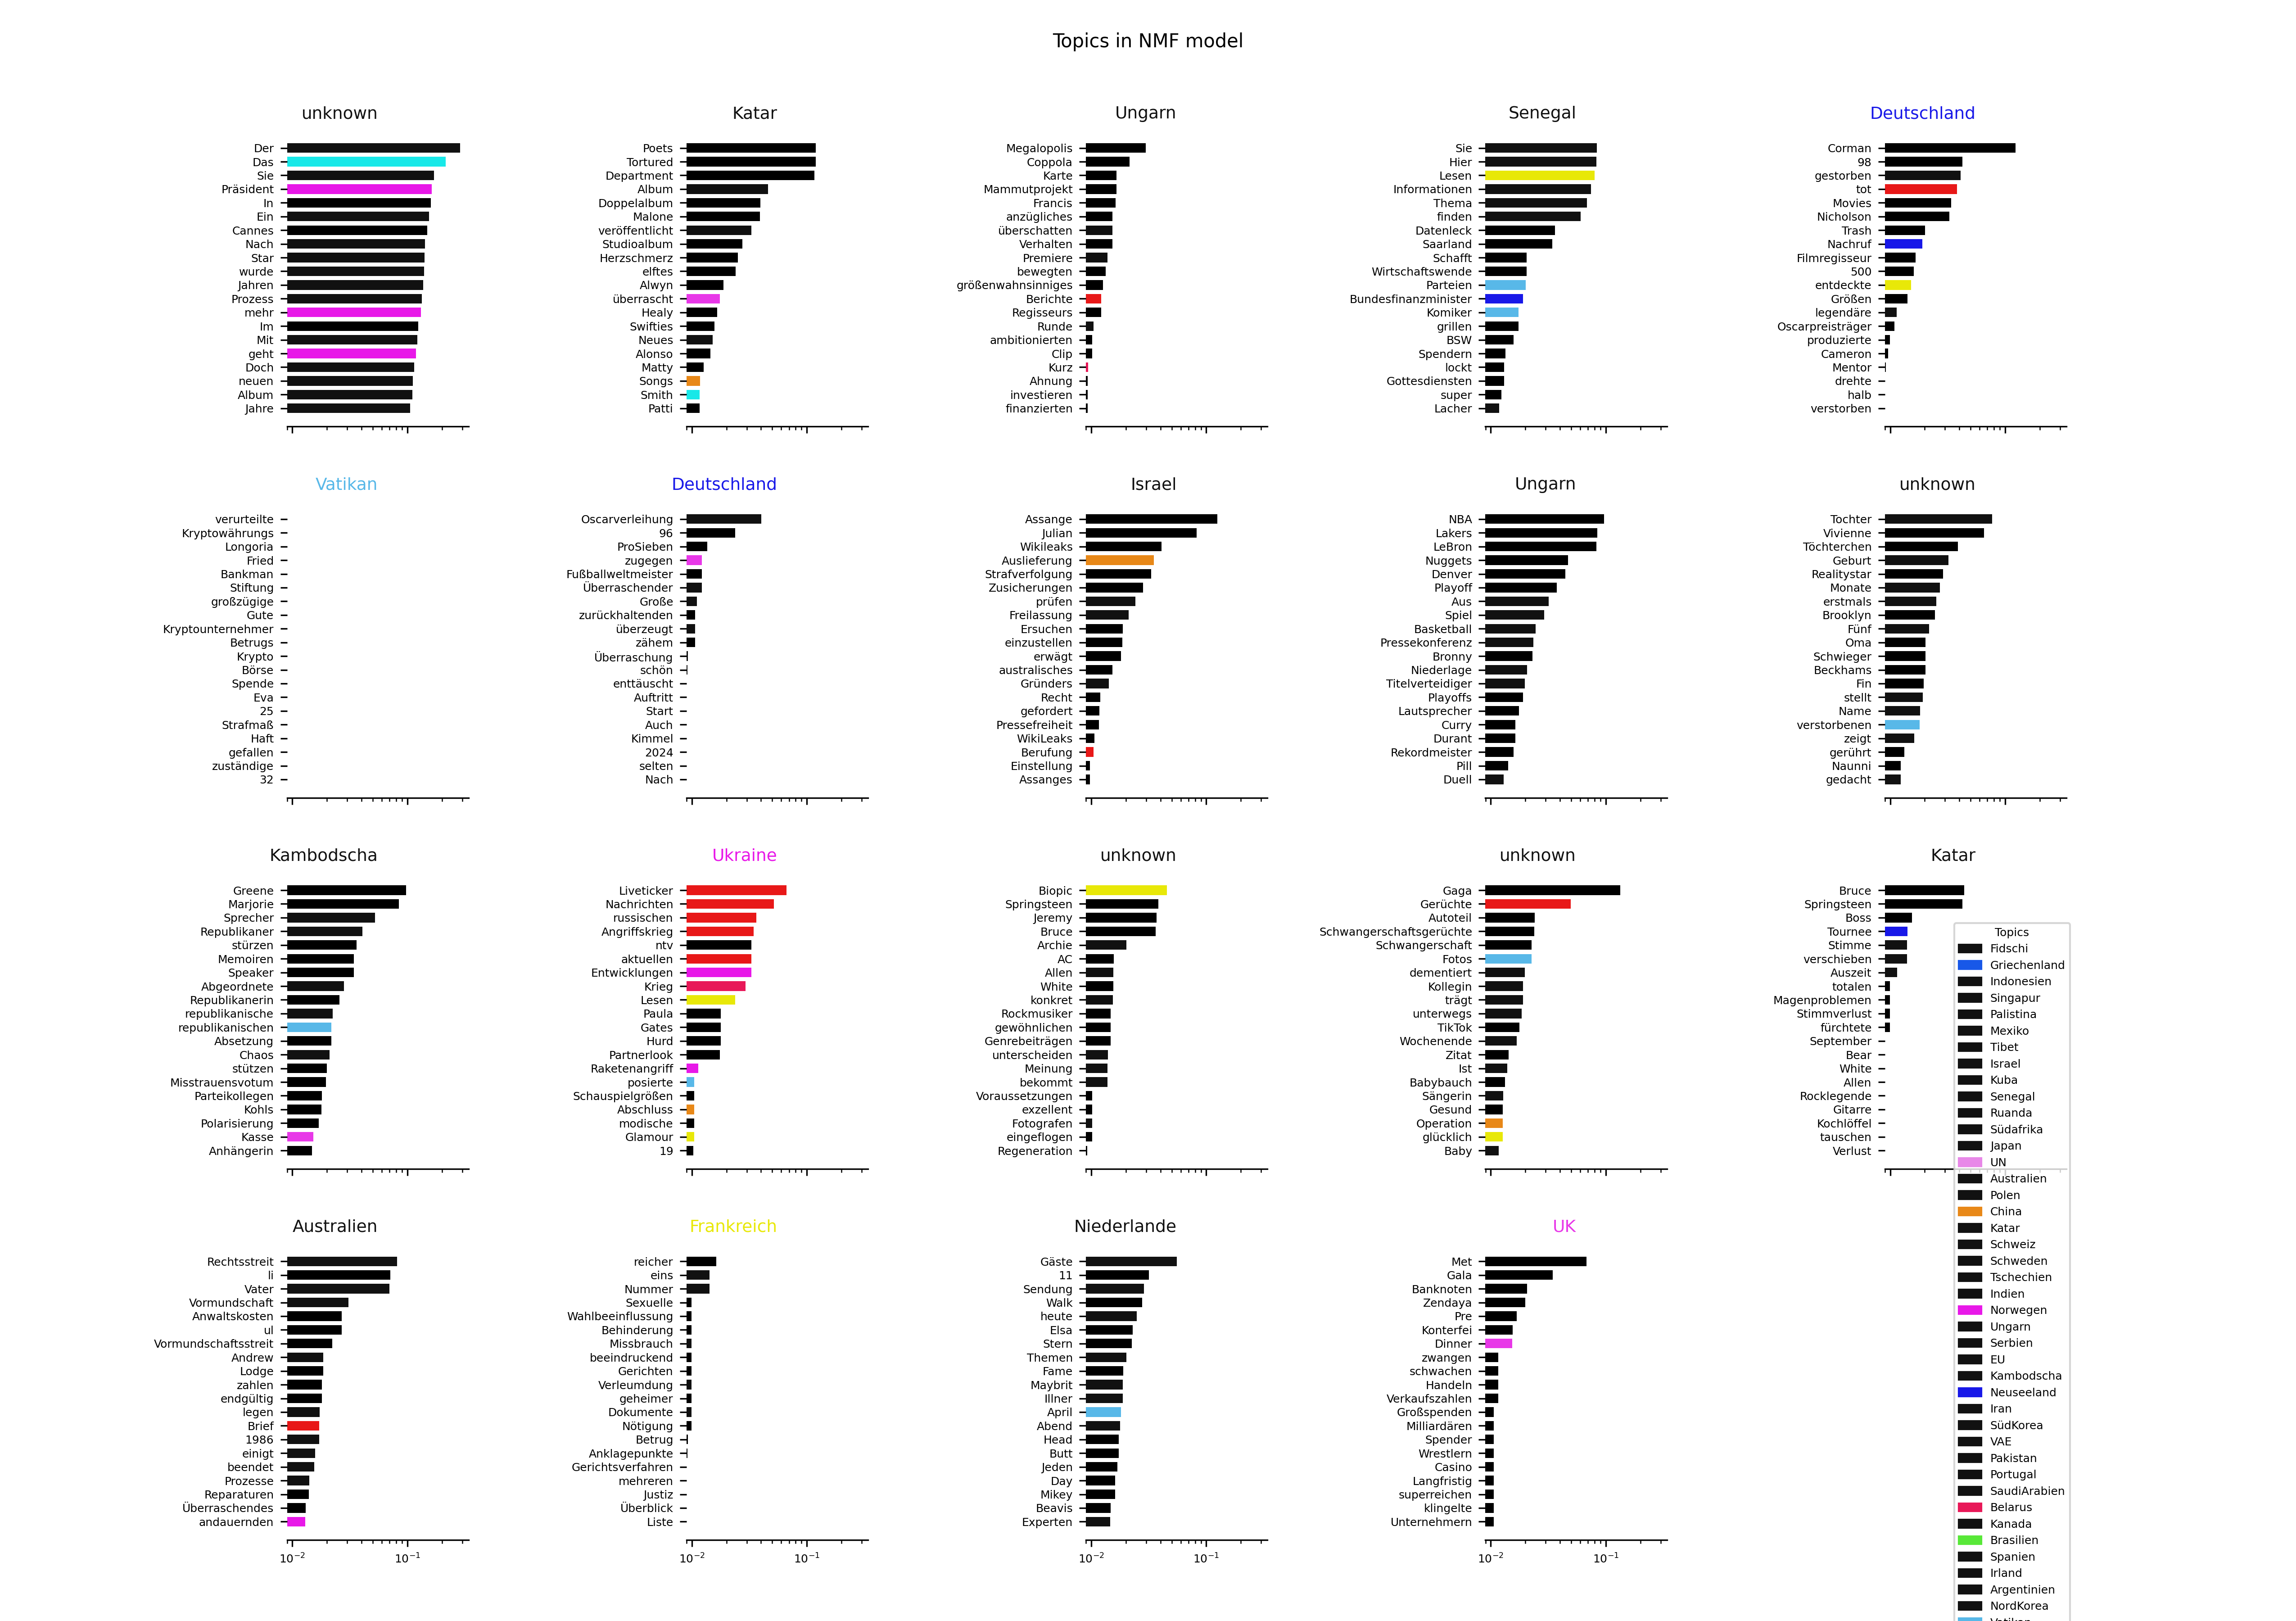 Topics in NMF model
unknown
Der
Das
Sie
Präsident
In
Ein
Cannes
Nach
Star
wurde
Jahren
Prozess
mehr
Im
Mit
geht
Doch
neuen
Album
Jahre
Katar
Poets
Tortured
Department
Album
Doppelalbum
Malone
veröffentlicht
Studioalbum
Herzschmerz
elftes
Alwyn
überrascht
Healy
Swifties
Neues
Alonso
Matty
Songs
Smith
Patti
Ungarn
Megalopolis
Coppola
Karte
Mammutprojekt
Francis
anzügliches
überschatten
Verhalten
Premiere
bewegten
größenwahnsinniges
Berichte
Regisseurs
Runde
ambitionierten
Clip
Kurz
Ahnung
investieren
finanzierten
Senegal
Sie
Hier
Lesen
Informationen
Thema
finden
Datenleck
Saarland
Schafft
Wirtschaftswende
Parteien
Bundesfinanzminister
Komiker
grillen
BSW
Spendern
lockt
Gottesdiensten
super
Lacher
Deutschland
Corman
98
gestorben
tot
Movies
Nicholson
Trash
Nachruf
Filmregisseur
500
entdeckte
Größen
legendäre
Oscarpreisträger
produzierte
Cameron
Mentor
drehte
halb
verstorben
Vatikan
verurteilte
Kryptowährungs
Longoria
Fried
Bankman
Stiftung
großzügige
Gute
Kryptounternehmer
Betrugs
Krypto
Börse
Spende
Eva
25
Strafmaß
Haft
gefallen
zuständige
32
Deutschland
Oscarverleihung
96
ProSieben
zugegen
Fußballweltmeister
Überraschender
Große
zurückhaltenden
überzeugt
zähem
Überraschung
schön
enttäuscht
Auftritt
Start
Auch
Kimmel
2024
selten
Nach
Israel
Assange
Julian
Wikileaks
Auslieferung
Strafverfolgung
Zusicherungen
prüfen
Freilassung
Ersuchen
einzustellen
erwägt
australisches
Gründers
Recht
gefordert
Pressefreiheit
WikiLeaks
Berufung
Einstellung
Assanges
Ungarn
NBA
Lakers
LeBron
Nuggets
Denver
Playoff
Aus
Spiel
Basketball
Pressekonferenz
Bronny
Niederlage
Titelverteidiger
Playoffs
Lautsprecher
Curry
Durant
Rekordmeister
Pill
Duell
unknown
Tochter
Vivienne
Töchterchen
Geburt
Realitystar
Monate
erstmals
Brooklyn
Fünf
Oma
Schwieger
Beckhams
Fin
stellt
Name
verstorbenen
zeigt
gerührt
Naunni
gedacht
Kambodscha
Greene
Marjorie
Sprecher
Republikaner
stürzen
Memoiren
Speaker
Abgeordnete
Republikanerin
republikanische
republikanischen
Absetzung
Chaos
stützen
Misstrauensvotum
Parteikollegen
Kohls
Polarisierung
Kasse
Anhängerin
Ukraine
Liveticker
Nachrichten
russischen
Angriffskrieg
ntv
aktuellen
Entwicklungen
Krieg
Lesen
Paula
Gates
Hurd
Partnerlook
Raketenangriff
posierte
Schauspielgrößen
Abschluss
modische
Glamour
19
unknown
Biopic
Springsteen
Jeremy
Bruce
Archie
AC
Allen
White
konkret
Rockmusiker
gewöhnlichen
Genrebeiträgen
unterscheiden
Meinung
bekommt
Voraussetzungen
exzellent
Fotografen
eingeflogen
Regeneration
unknown
Gaga
Gerüchte
Autoteil
Schwangerschaftsgerüchte
Schwangerschaft
Fotos
dementiert
Kollegin
trägt
unterwegs
TikTok
Wochenende
Zitat
Ist
Babybauch
Sängerin
Gesund
Operation
glücklich
Baby
Katar
Bruce
Springsteen
Boss
Tournee
Stimme
verschieben
Auszeit
totalen
Magenproblemen
Stimmverlust
fürchtete
September
Bear
White
Allen
Rocklegende
Gitarre
Kochlöffel
tauschen
Verlust
Australien
Rechtsstreit
li
Vater
Vormundschaft
Anwaltskosten
ul
Vormundschaftsstreit
Andrew
Lodge
zahlen
endgültig
legen
Brief
1986
einigt
beendet
Prozesse
Reparaturen
Überraschendes
andauernden
10⁻²
10⁻¹
Frankreich
reicher
eins
Nummer
Sexuelle
Wahlbeeinflussung
Behinderung
Missbrauch
beeindruckend
Gerichten
Verleumdung
geheimer
Dokumente
Nötigung
Betrug
Anklagepunkte
Gerichtsverfahren
mehreren
Justiz
Überblick
Liste
10⁻²
10⁻¹
Niederlande
Gäste
11
Sendung
Walk
heute
Elsa
Stern
Themen
Fame
Maybrit
Illner
April
Abend
Head
Butt
Jeden
Day
Mikey
Beavis
Experten
10⁻²
10⁻¹
UK
Met
Gala
Banknoten
Zendaya
Pre
Konterfei
Dinner
zwangen
schwachen
Handeln
Verkaufszahlen
Großspenden
Milliardären
Spender
Wrestlern
Casino
Langfristig
superreichen
klingelte
Unternehmern
10⁻²
10⁻¹
Topics
Fidschi
Griechenland
Indonesien
Singapur
Palistina
Mexiko
Tibet
Israel
Kuba
Senegal
Ruanda
Südafrika
Japan
UN
Australien
Polen
China
Katar
Schweiz
Schweden
Tschechien
Indien
Norwegen
Ungarn
Serbien
EU
Kambodscha
Neuseeland
Iran
SüdKorea
VAE
Pakistan
Portugal
SaudiArabien
Belarus
Kanada
Brasilien
Spanien
Irland
Argentinien
NordKorea